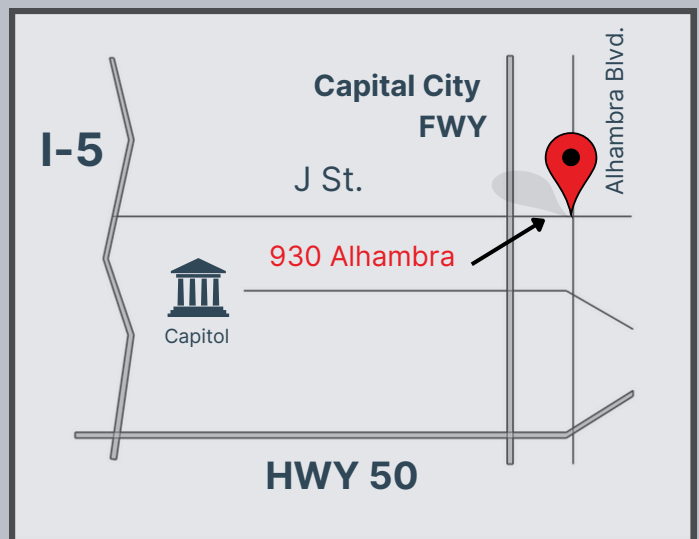 Capital City
FWY
Alhambra Blvd.
I-5
J St.
930 Alhambra
Capitol
HWY 50